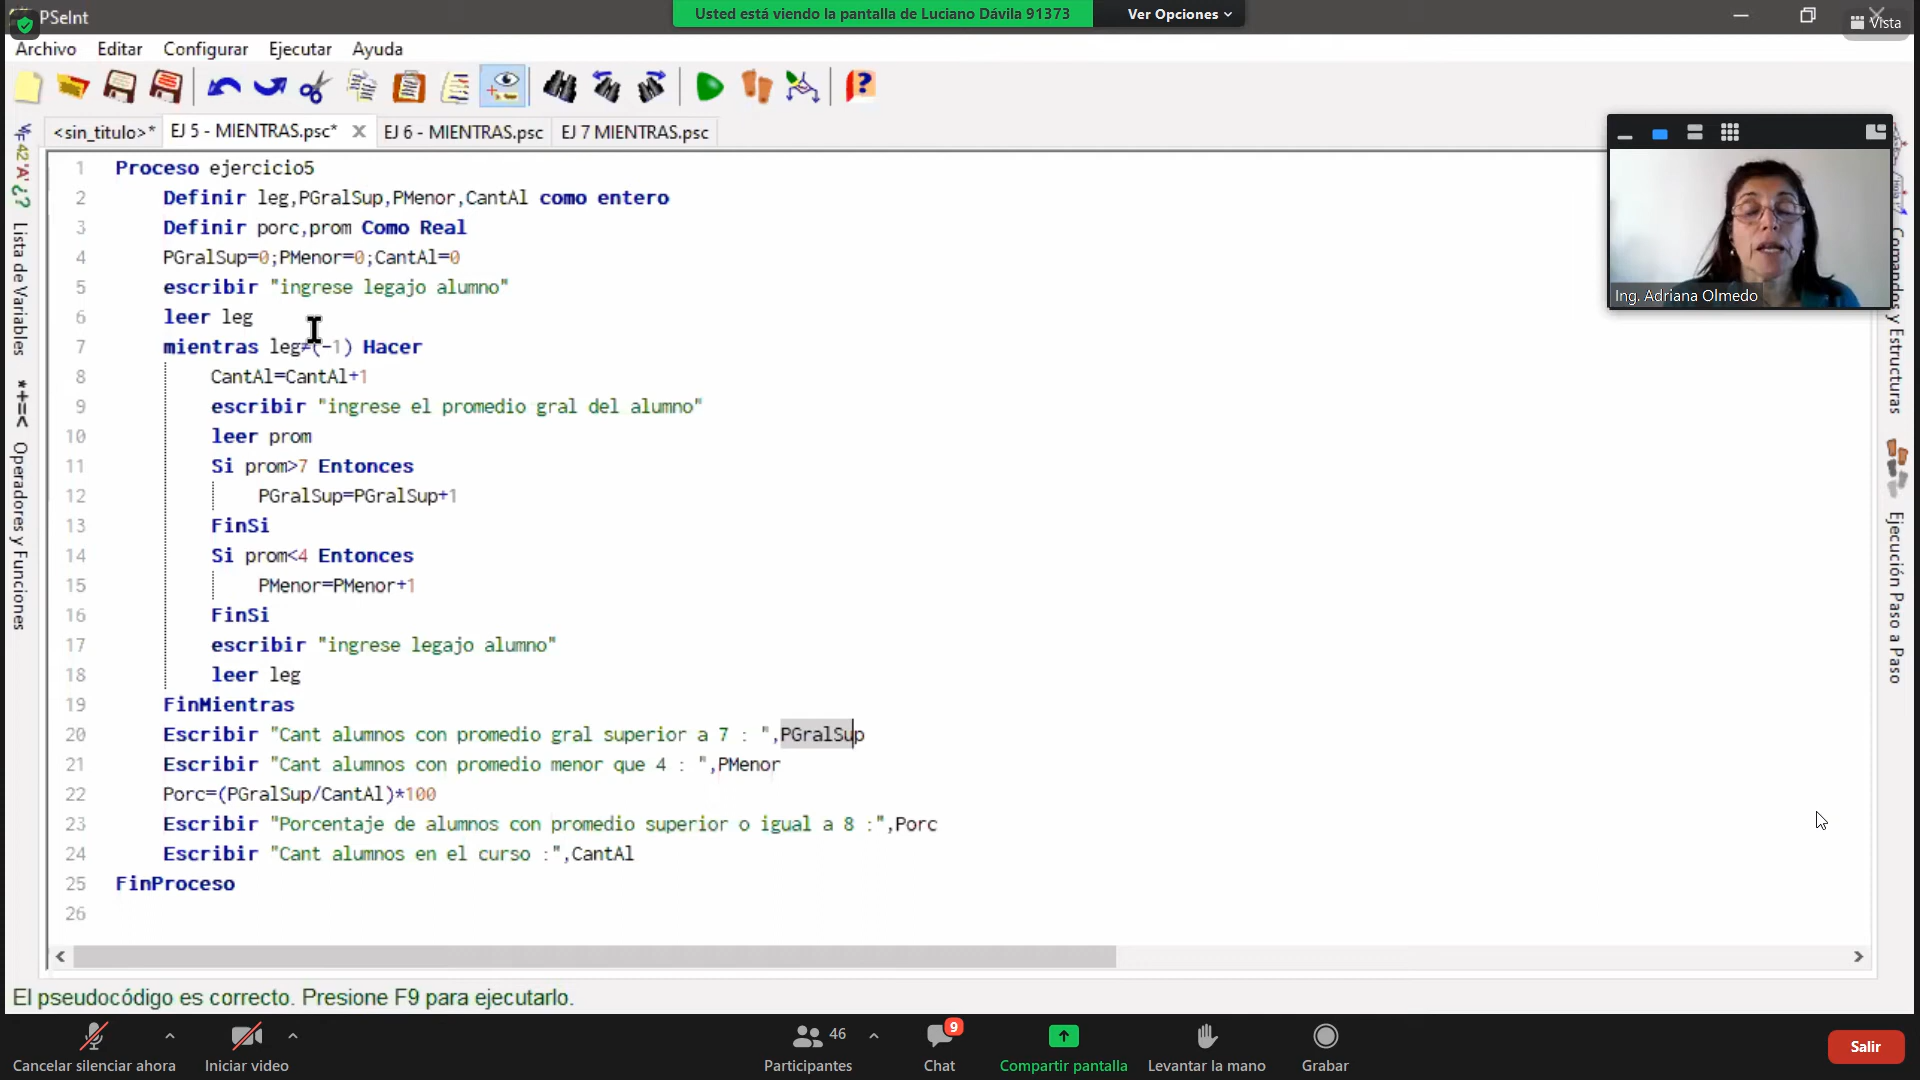 PSeInt
Usted está viendo la pantalla de Luciano Dávila 91373
Ver Opciones
Vista
Archivo Editar Configurar Ejecutar Ayuda
<sin_titulo>* EJ 5 - MIENTRAS.psc* EJ 6 - MIENTRAS.psc EJ 7 MIENTRAS.psc
1 Proceso ejercicio5
2 Definir leg,PGralSup,PMenor,CantAl como entero
3 Definir porc,prom Como Real
4 PGralSup=0;PMenor=0;CantAl=0
5 escribir "ingrese legajo alumno"
6 leer leg
7 mientras leg≠(-1) Hacer
8 CantAl=CantAl+1
9 escribir "ingrese el promedio gral del alumno"
10 leer prom
11 Si prom>7 Entonces
12 PGralSup=PGralSup+1
13 FinSi
14 Si prom<4 Entonces
15 PMenor=PMenor+1
16 FinSi
17 escribir "ingrese legajo alumno"
18 leer leg
19 FinMientras
20 Escribir "Cant alumnos con promedio gral superior a 7 : ",PGralSup
21 Escribir "Cant alumnos con promedio menor que 4 : ",PMenor
22 Porc=(PGralSup/CantAl)*100
23 Escribir "Porcentaje de alumnos con promedio superior o igual a 8 :",Porc
24 Escribir "Cant alumnos en el curso :",CantAl
25 FinProceso
26
42 'A' ¿? Lista de Variables
*+=< Operadores y Funciones
Ing. Adriana Olmedo
Comandos y Estructuras
Ejecución Paso a Paso
El pseudocódigo es correcto. Presione F9 para ejecutarlo.
46
9
Cancelar silenciar ahora Iniciar video Participantes Chat Compartir pantalla Levantar la mano Grabar
Salir